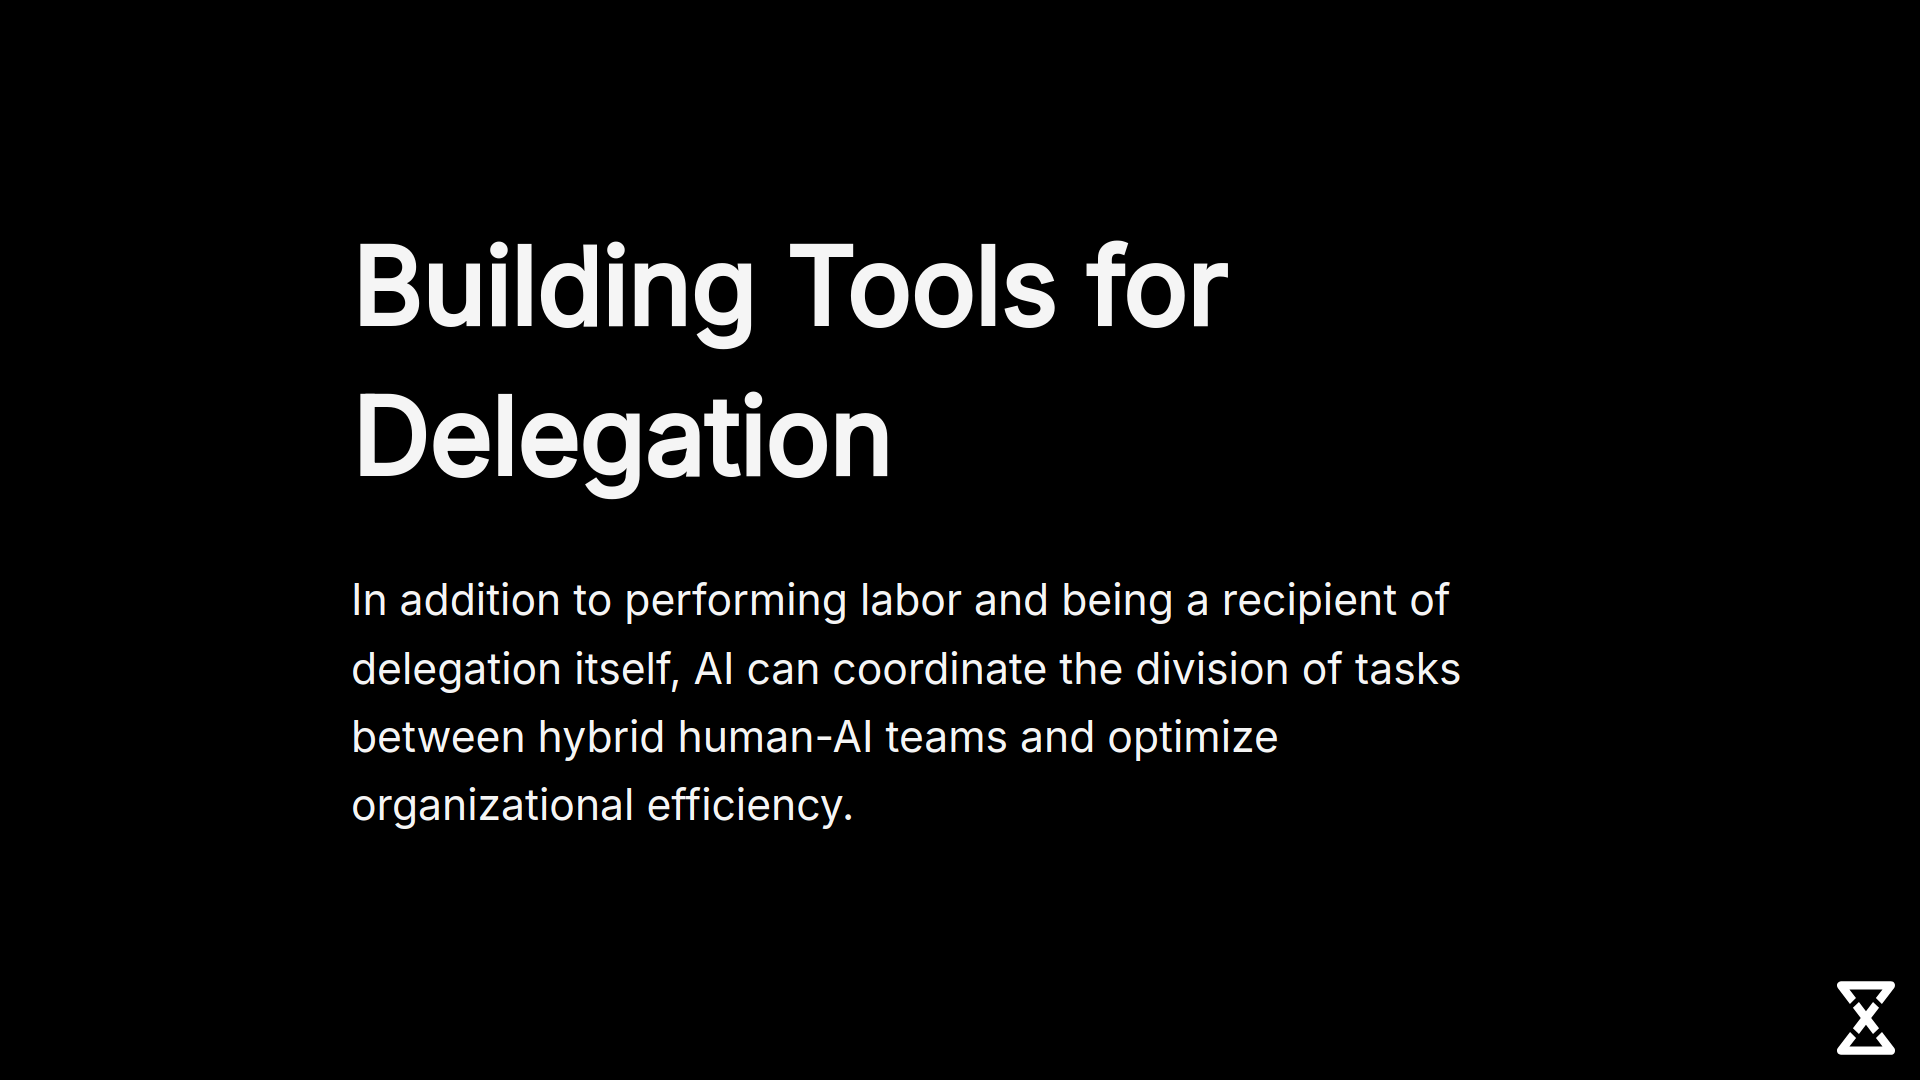 Building Tools for
Delegation
In addition to performing labor and being a recipient of
delegation itself, AI can coordinate the division of tasks
between hybrid human-AI teams and optimize
organizational efficiency.